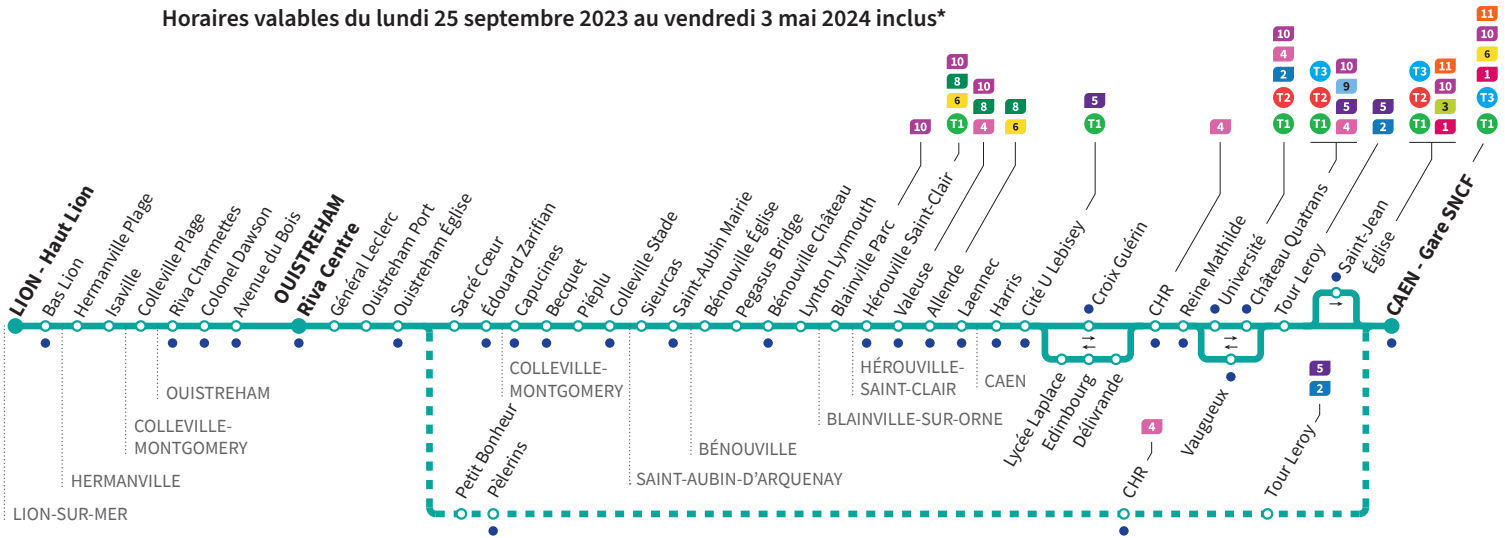 Horaires valables du lundi 25 septembre 2023 au vendredi 3 mai 2024 inclus*
10
10
8
6
T1
10
8
4
8
6
5
T1
4
10
4
2
T2
T1
T3
T2
T1
10
9
5
4
5
2
T3
T2
T1
11
10
3
1
11
10
6
1
T3
T1
LION - Haut Lion
Bas Lion
Hermanville Plage
Isaville
Colleville Plage
Riva Charmettes
Colonel Dawson
Avenue du Bois
OUISTREHAM
Riva Centre
Général Leclerc
Ouistreham Port
Ouistreham Église
Sacré Cœur
Édouard Zarifian
Capucines
Becquet
Piéplu
Colleville Stade
Sieurcas
Saint-Aubin Mairie
Bénouville Église
Pegasus Bridge
Bénouville Château
Lynton Lynmouth
Blainville Parc
Hérouville Saint-Clair
Valeuse
Allende
Laennec
Harris
Cité U Lebisey
Croix Guérin
CHR
Reine Mathilde
Université
Château Quatrans
Tour Leroy
Saint-Jean
Église
CAEN - Gare SNCF
Lycée Laplace
Edimbourg
Délivrande
Vaugueux
LION-SUR-MER
HERMANVILLE
COLLEVILLE-
MONTGOMERY
OUISTREHAM
COLLEVILLE-
MONTGOMERY
SAINT-AUBIN-D'ARQUENAY
BÉNOUVILLE
BLAINVILLE-SUR-ORNE
HÉROUVILLE-
SAINT-CLAIR
CAEN
Petit Bonheur
Pèlerins
4
CHR
5
2
Tour Leroy